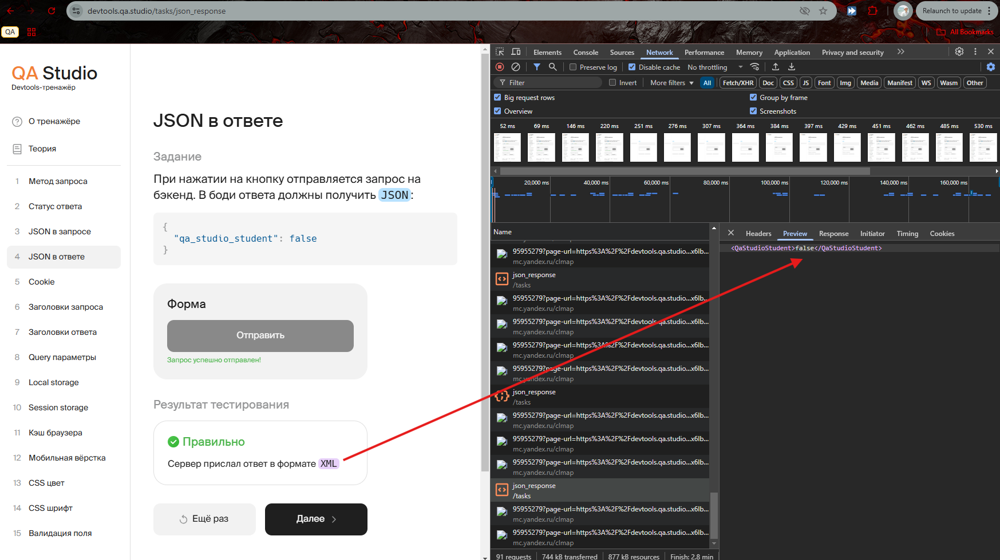 devtools.qa.studio/tasks/json_response
Relaunch to update
QA
All Bookmarks
QA Studio
Devtools-тренажёр
О тренажёре
Теория
1 Метод запроса
2 Статус ответа
3 JSON в запросе
4 JSON в ответе
5 Cookie
6 Заголовки запроса
7 Заголовки ответа
8 Query параметры
9 Local storage
10 Session storage
11 Кэш браузера
12 Мобильная вёрстка
13 CSS цвет
14 CSS шрифт
15 Валидация поля
JSON в ответе
Задание
При нажатии на кнопку отправляется запрос на
бэкенд. В боди ответа должны получить JSON:
{
"qa_studio_student": false
}
Форма
Отправить
Запрос успешно отправлен!
Результат тестирования
Правильно
Сервер прислал ответ в формате XML
Ещё раз
Далее
Elements Console Sources Network Performance Memory Application Privacy and security
Preserve log Disable cache No throttling
Filter Invert More filters All Fetch/XHR Doc CSS JS Font Img Media Manifest WS Wasm Other
Big request rows Group by frame
Overview Screenshots
52 ms 69 ms 146 ms 220 ms 251 ms 276 ms 307 ms 364 ms 384 ms 397 ms 429 ms 451 ms 462 ms 485 ms 530 ms
20,000 ms 40,000 ms 60,000 ms 80,000 ms 100,000 ms 120,000 ms 140,000 ms 160,000 ms
Name
95955279?page-url=https%3A%2F%2Fdevtools.qa.studio...x6lb...
mc.yandex.ru/clmap
json_response
/tasks
95955279?page-url=https%3A%2F%2Fdevtools.qa.studio...x6lb...
mc.yandex.ru/clmap
95955279?page-url=https%3A%2F%2Fdevtools.qa.studio...x6lb...
mc.yandex.ru/clmap
95955279?page-url=https%3A%2F%2Fdevtools.qa.studio...x6lb...
mc.yandex.ru/clmap
95955279?page-url=https%3A%2F%2Fdevtools.qa.studio...x6lb...
mc.yandex.ru/clmap
json_response
/tasks
95955279?page-url=https%3A%2F%2Fdevtools.qa.studio...x6lb...
mc.yandex.ru/clmap
95955279?page-url=https%3A%2F%2Fdevtools.qa.studio...x6lb...
mc.yandex.ru/clmap
95955279?page-url=https%3A%2F%2Fdevtools.qa.studio...x6lb...
mc.yandex.ru/clmap
json_response
/tasks
95955279?page-url=https%3A%2F%2Fdevtools.qa.studio...x6lb...
mc.yandex.ru/clmap
95955279?page-url=https%3A%2F%2Fdevtools.qa.studio...x6lb...
mc.yandex.ru/clmap
91 requests 744 kB transferred 877 kB resources Finish: 2.8 min
Headers Preview Response Initiator Timing Cookies
<QaStudioStudent>false</QaStudioStudent>